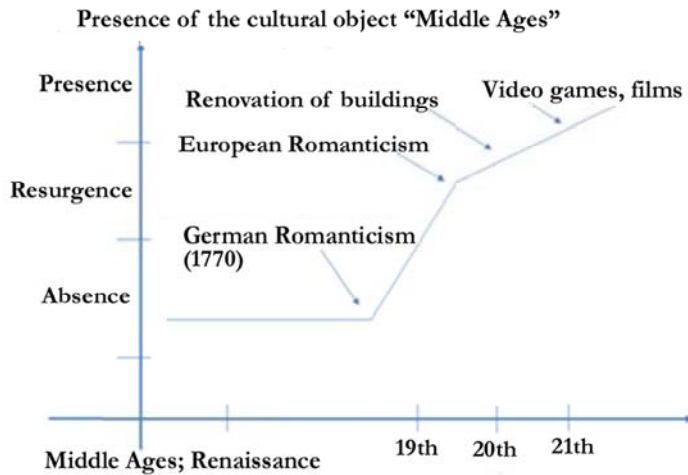 Presence of the cultural object “Middle Ages”
Presence
Video games, films
Renovation of buildings
European Romanticism
Resurgence
German Romanticism
(1770)
Absence
19th
20th
21th
Middle Ages; Renaissance